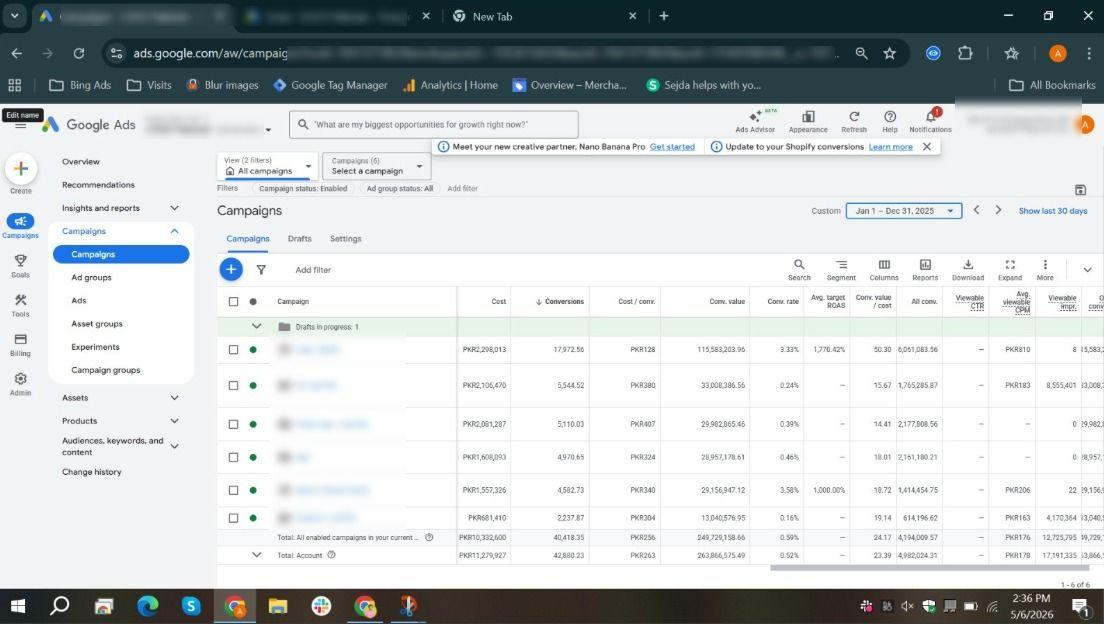 New Tab
ads.google.com/aw/campaig
Bing Ads
Visits
Blur images
Google Tag Manager
Analytics | Home
Overview – Mercha...
Sejda helps with yo...
All Bookmarks
Edit name
Google Ads
"What are my biggest opportunities for growth right now?"
BETA
Ads Advisor
Appearance
Refresh
Help
Notifications
Meet your new creative partner, Nano Banana Pro Get started
Update to your Shopify conversions Learn more
Create
Campaigns
Goals
Tools
Billing
Admin
Overview
Recommendations
Insights and reports
Campaigns
Campaigns
Ad groups
Ads
Asset groups
Experiments
Campaign groups
Assets
Products
Audiences, keywords, and content
Change history
View (2 filters)
All campaigns
Campaigns (6)
Select a campaign
Filters
Campaign status: Enabled
Ad group status: All
Add filter
Campaigns
Custom
Jan 1 – Dec 31, 2025
Show last 30 days
Campaigns
Drafts
Settings
Add filter
Search
Segment
Columns
Reports
Download
Expand
More
Campaign Cost Conversions Cost / conv. Conv. value Conv. rate Avg. target ROAS Conv. value / cost All conv. Viewable CTR Avg. viewable CPM Viewable impr.
Drafts in progress: 1
PKR2,298,013 17,972.56 PKR128 115,583,203.96 3.33% 1,770.42% 50.30 6,061,083.56 – PKR810 8
PKR2,106,470 5,544.52 PKR380 33,008,386.56 0.24% – 15.67 1,765,285.87 – PKR183 8,555,401
PKR2,081,287 5,110.03 PKR407 29,982,865.46 0.39% – 14.41 2,177,808.56 – – 0
PKR1,608,093 4,970.65 PKR324 28,957,178.61 0.46% – 18.01 2,161,180.21 – – 0
PKR1,557,326 4,582.73 PKR340 29,156,947.12 3.58% 1,000.00% 18.72 1,414,454.75 – PKR206 22
PKR681,410 2,237.87 PKR304 13,040,576.95 0.16% – 19.14 614,196.62 – PKR163 4,170,364
Total: All enabled campaigns in your current ... PKR10,332,600 40,418.35 PKR256 249,729,158.66 0.59% 24.17 4,194,009.57 – PKR176 12,725,795
Total: Account PKR11,279,927 42,880.23 PKR263 263,866,575.49 0.52% 23.39 4,982,024.31 – PKR178 17,191,335
1 - 6 of 6
2:36 PM
5/6/2026